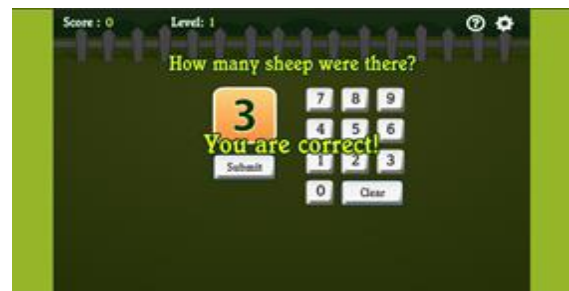 Score : 0 Level: 1
How many sheep were there?
3
7 8 9
4 5 6
You are correct!
1 2 3
Submit
0 Clear